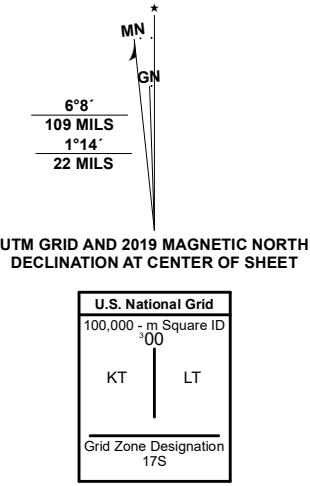 ★
MN
GN
6°8´
109 MILS
1°14´
22 MILS
UTM GRID AND 2019 MAGNETIC NORTH
DECLINATION AT CENTER OF SHEET
U.S. National Grid
100,000 - m Square ID
³00
KT LT
Grid Zone Designation
17S